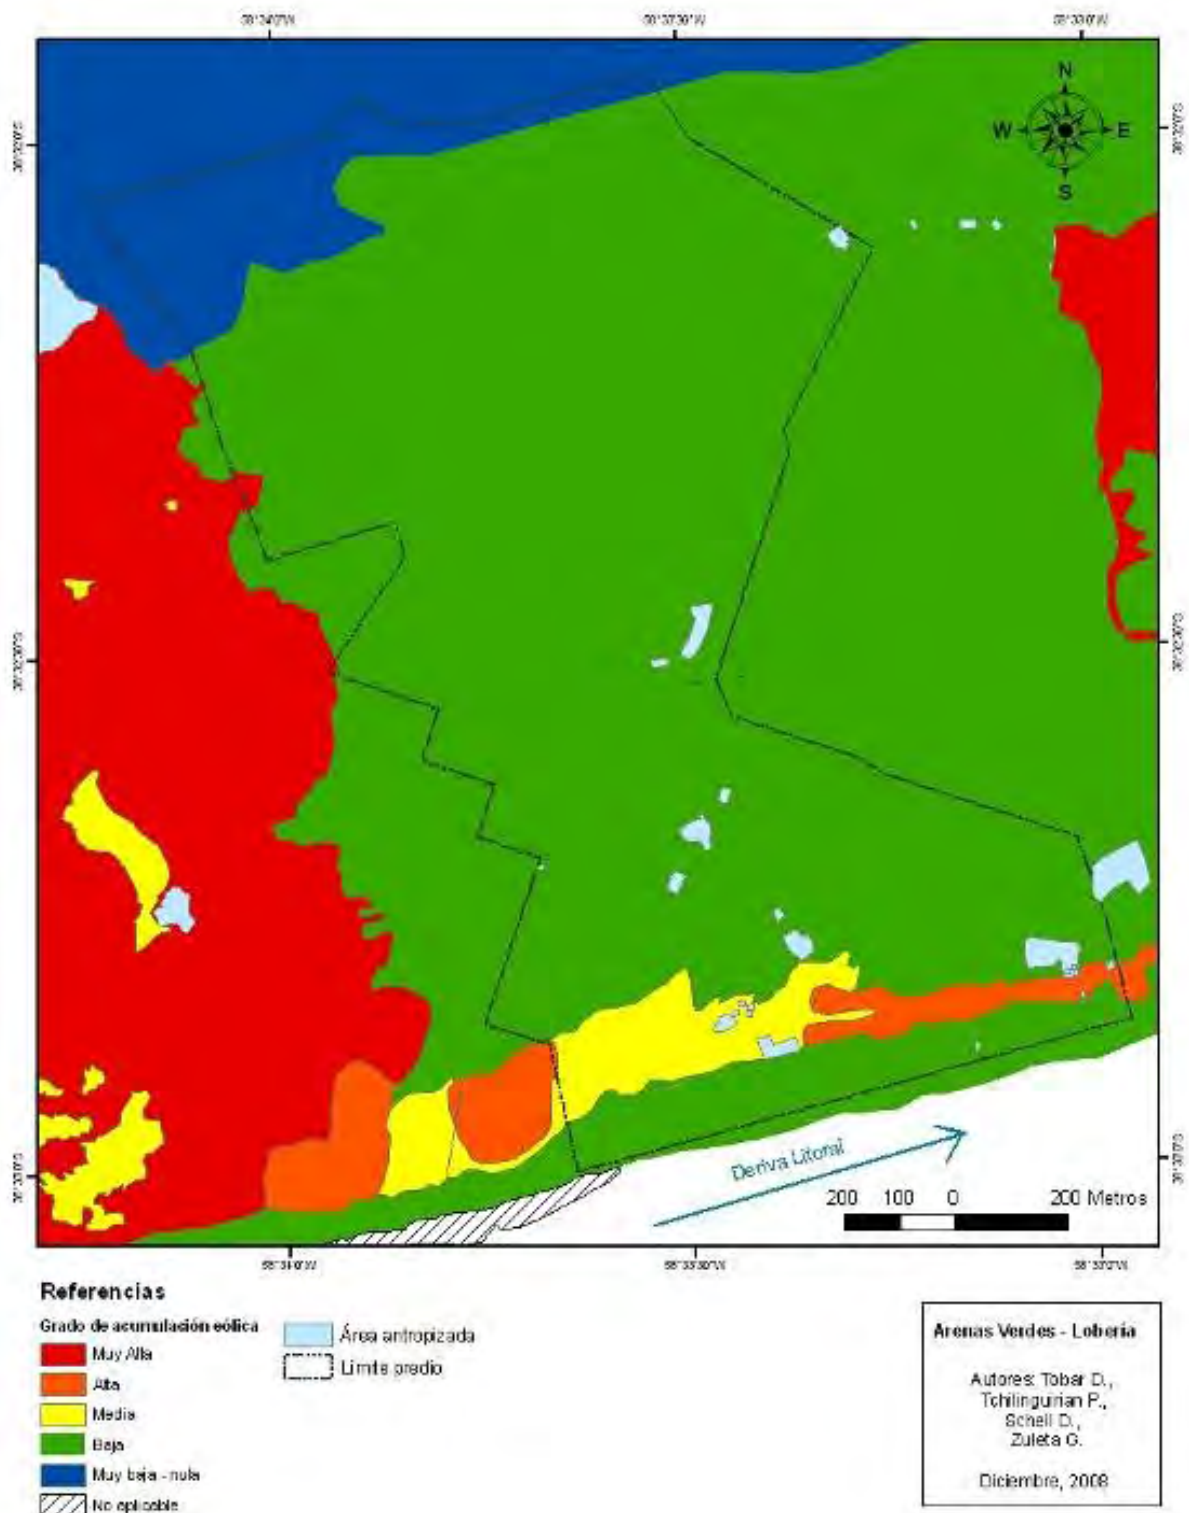 N
W E
S
Deriva Litoral
200 100 0 200 Metros
Referencias
Grado de acumulación eólica
Muy Alta
Alta
Media
Baja
Muy baja - nula
No aplicable
Área antropizada
Límite predio
Arenas Verdes - Lobería
Autores: Tobar D.,
Tchilinguirian P.,
Schell D.,
Zuleta G.
Diciembre, 2008